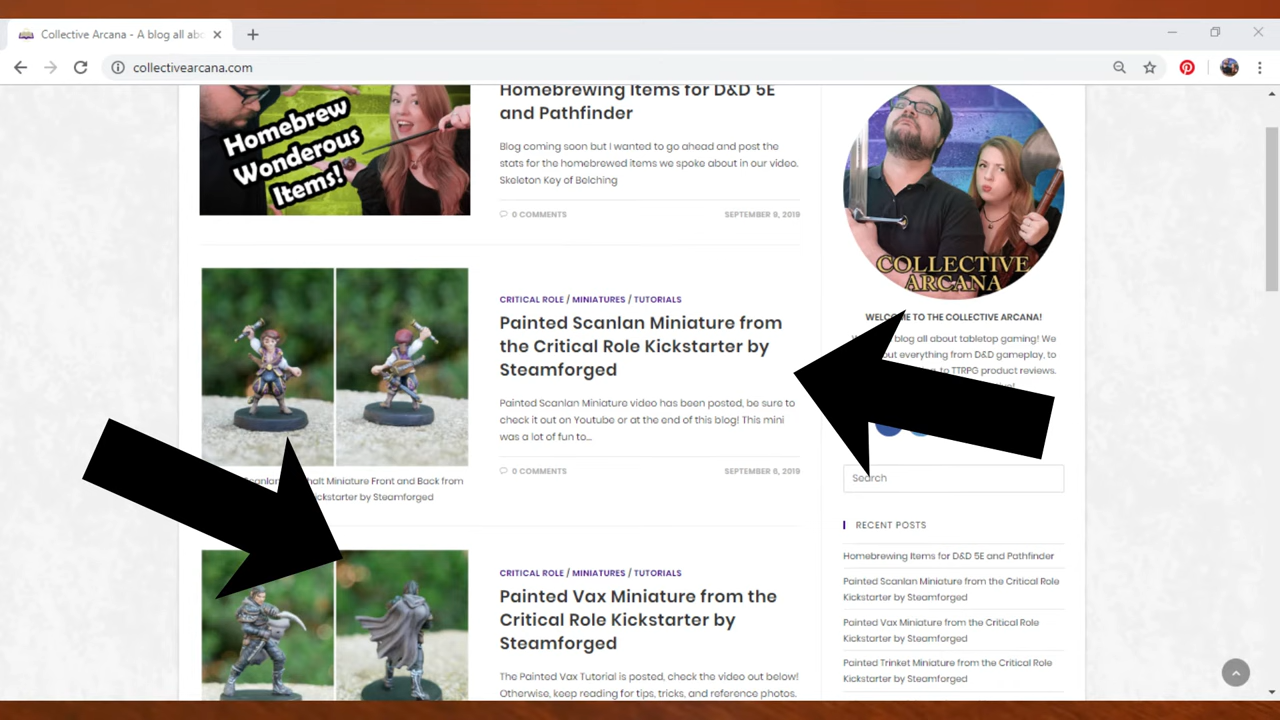 Collective Arcana - A blog all abo
collectivearcana.com
Homebrew
Wonderous
Items!
Homebrewing Items for D&D 5E
and Pathfinder
Blog coming soon but I wanted to go ahead and post the
stats for the homebrewed items we spoke about in our video.
Skeleton Key of Belching
0 COMMENTS
SEPTEMBER 9, 2019
CRITICAL ROLE / MINIATURES / TUTORIALS
Painted Scanlan Miniature from
the Critical Role Kickstarter by
Steamforged
Painted Scanlan Miniature video has been posted, be sure to
check it out on Youtube or at the end of this blog! This mini
was a lot of fun to...
0 COMMENTS
SEPTEMBER 6, 2019
Miniature Front and Back from
by Steamforged
CRITICAL ROLE / MINIATURES / TUTORIALS
Painted Vax Miniature from the
Critical Role Kickstarter by
Steamforged
The Painted Vax Tutorial is posted, check the video out below!
Otherwise, keep reading for tips, tricks, and reference photos.
COLLECTIVE
ARCANA
WELCOME TO THE COLLECTIVE ARCANA!
blog all about tabletop gaming! We
everything from D&D gameplay, to
to TTRPG product reviews.
Search
RECENT POSTS
Homebrewing Items for D&D 5E and Pathfinder
Painted Scanlan Miniature from the Critical Role
Kickstarter by Steamforged
Painted Vax Miniature from the Critical Role
Kickstarter by Steamforged
Painted Trinket Miniature from the Critical Role
Kickstarter by Steamforged